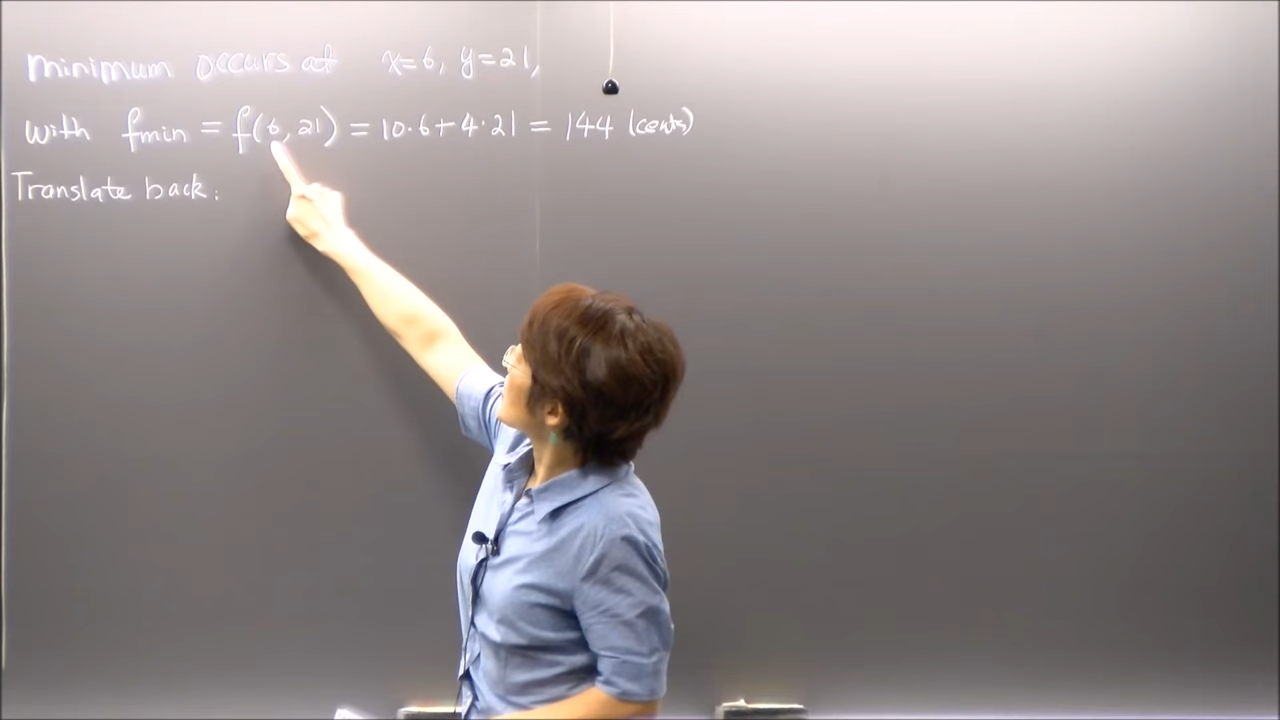 minimum occurs at x=6, y=21,
with fmin = f(6,21) = 10·6+4·21 = 144 (cents)
Translate back: